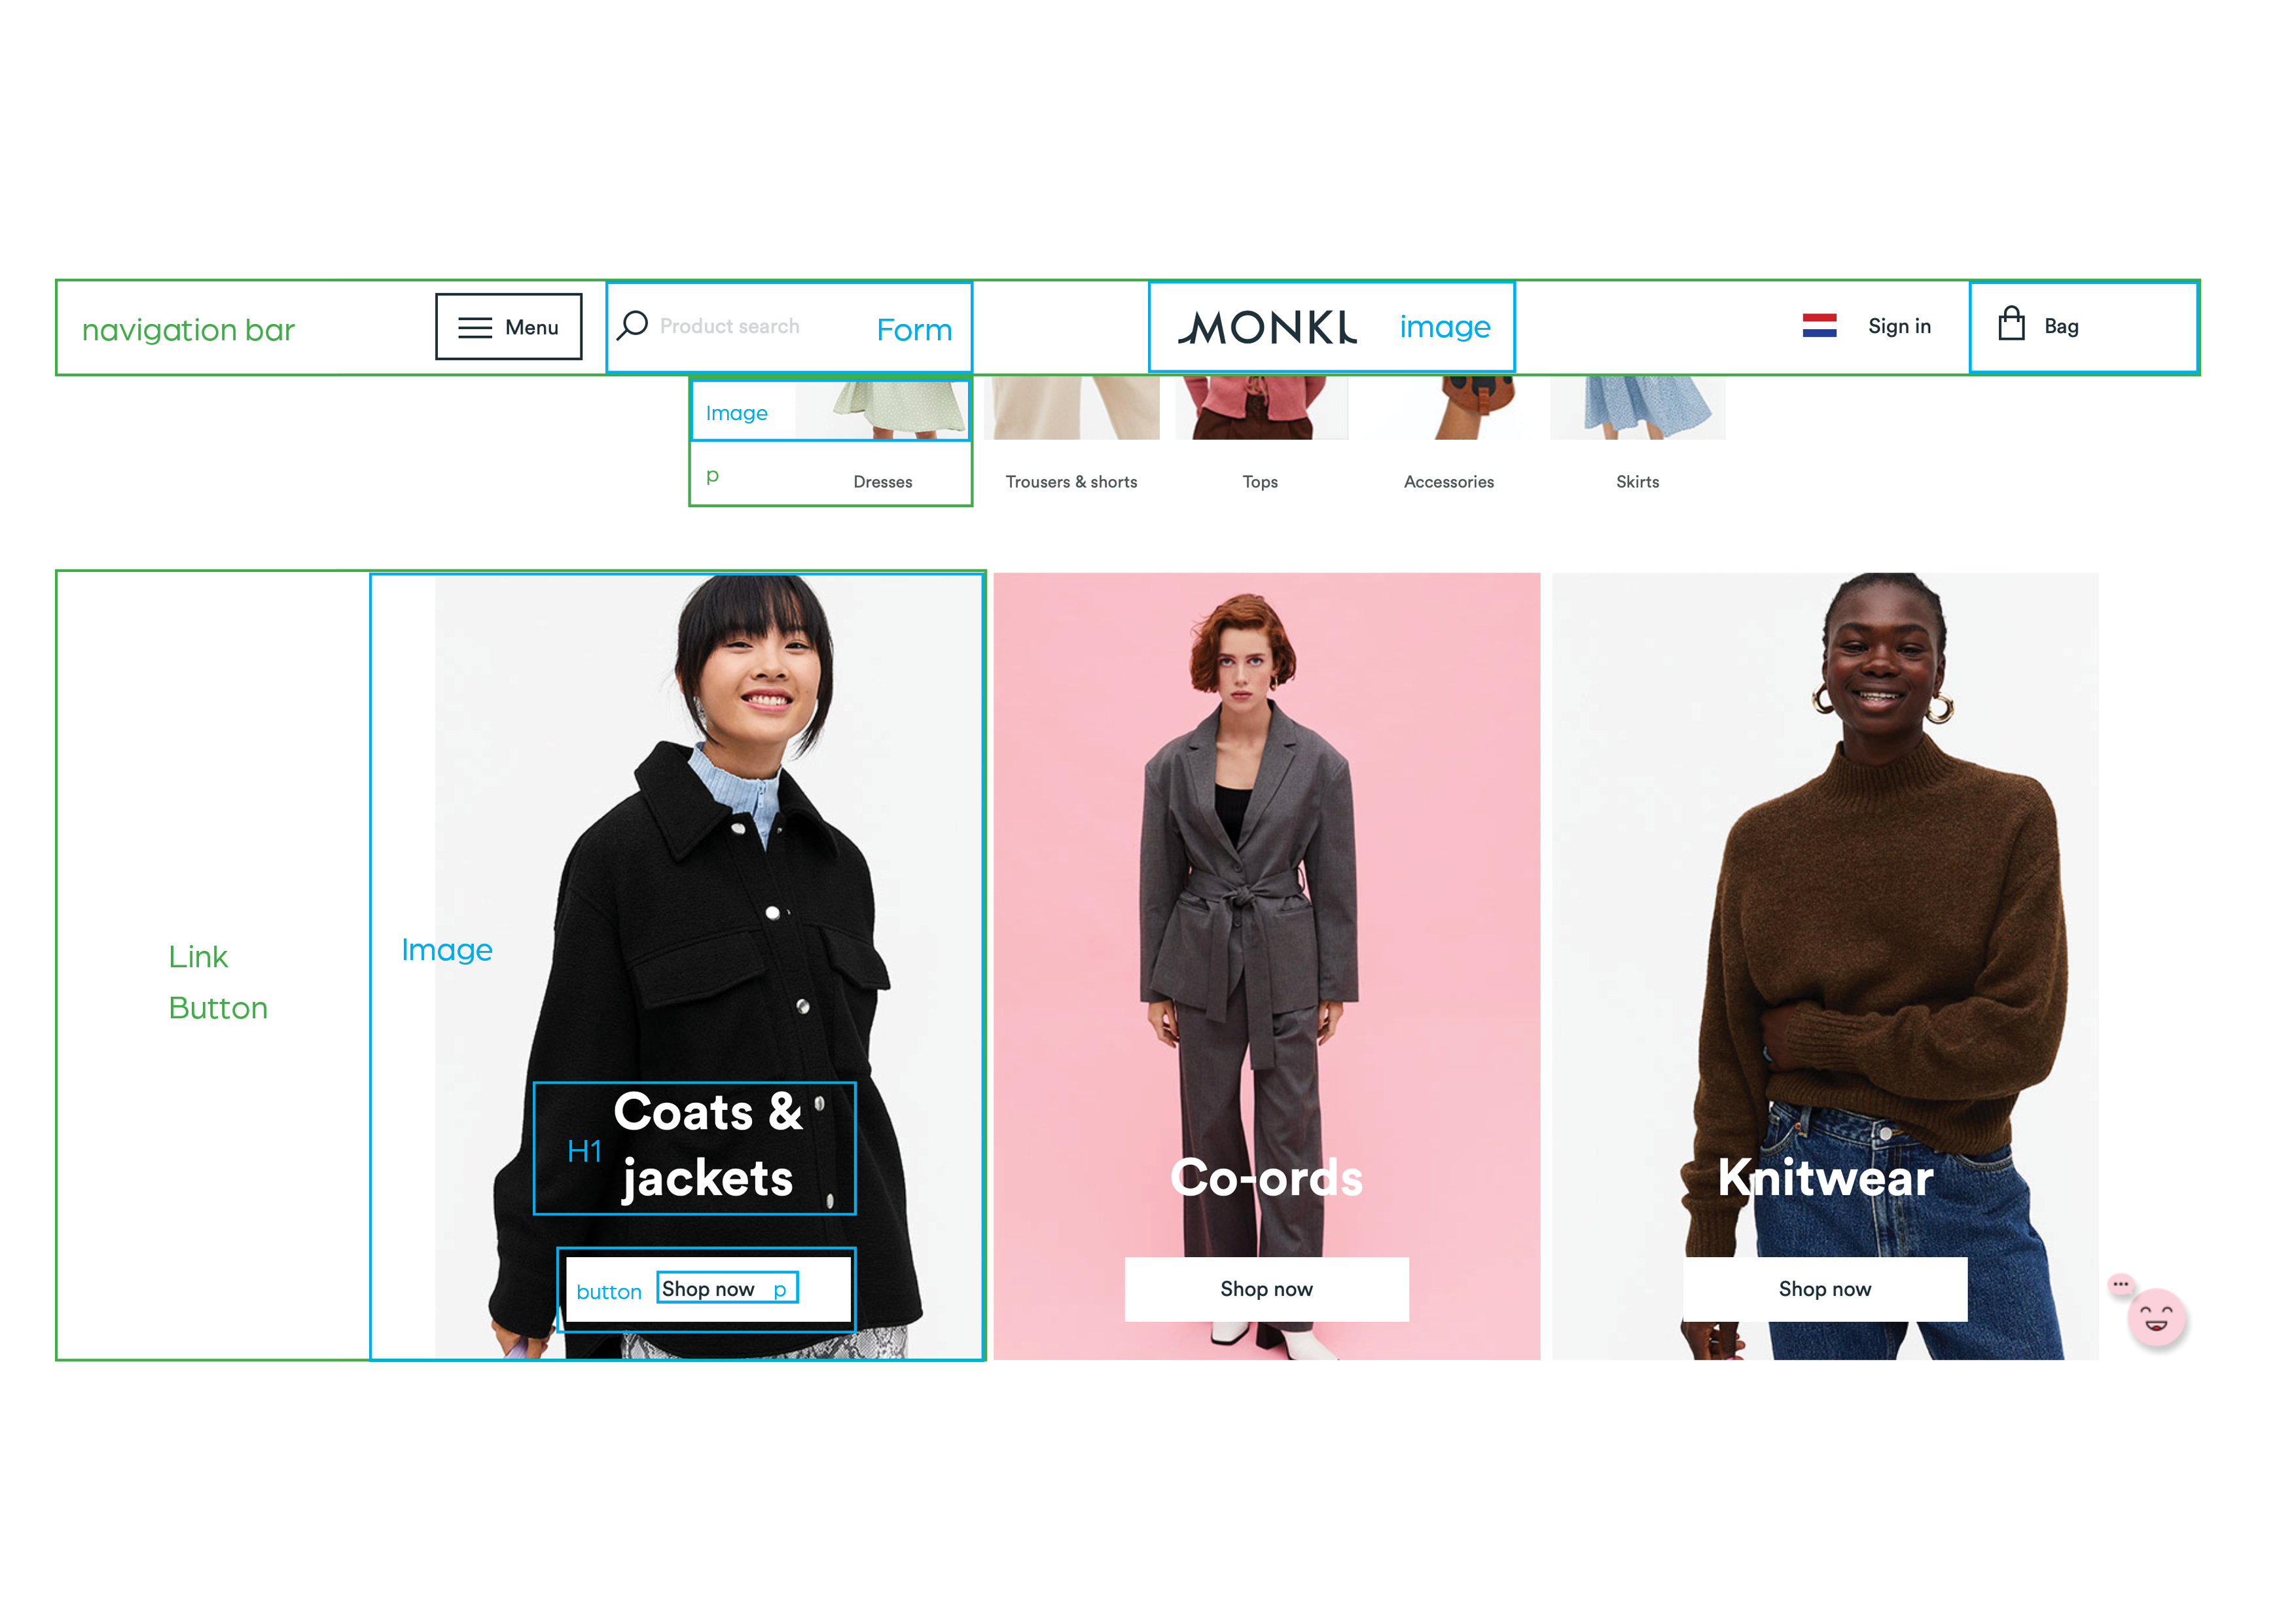 navigation bar
Menu
Product search
Form
MONKI
image
Sign in
Bag
Image
p
Dresses
Trousers & shorts
Tops
Accessories
Skirts
Link
Button
Image
H1
Coats &
jackets
button
Shop now
p
Co-ords
Shop now
Knitwear
Shop now